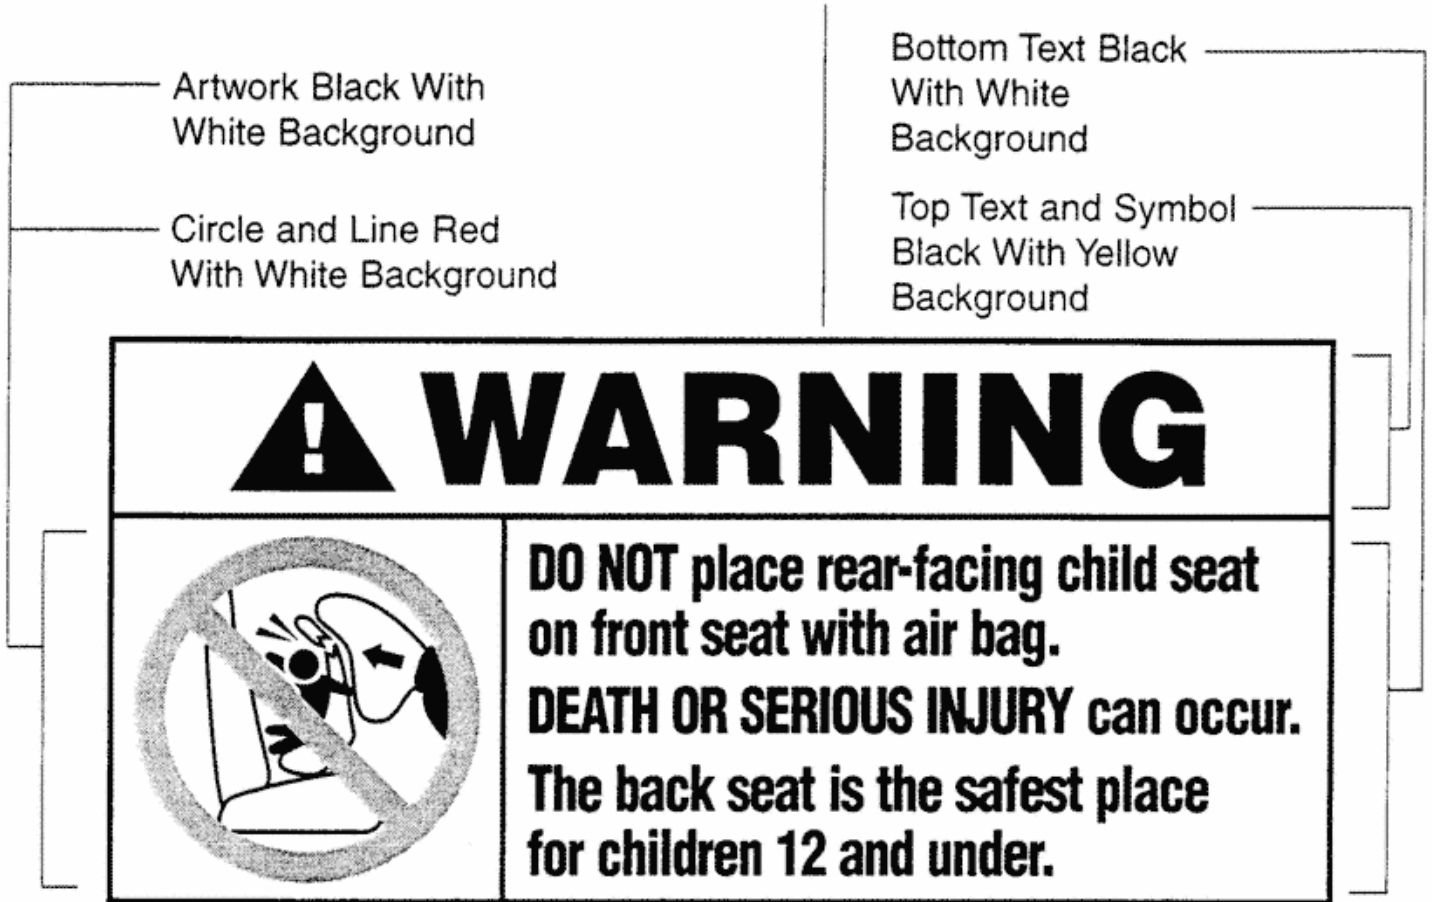 Artwork Black With
White Background
Circle and Line Red
With White Background
Bottom Text Black
With White
Background
Top Text and Symbol
Black With Yellow
Background
! WARNING
DO NOT place rear-facing child seat
on front seat with air bag.
DEATH OR SERIOUS INJURY can occur.
The back seat is the safest place
for children 12 and under.